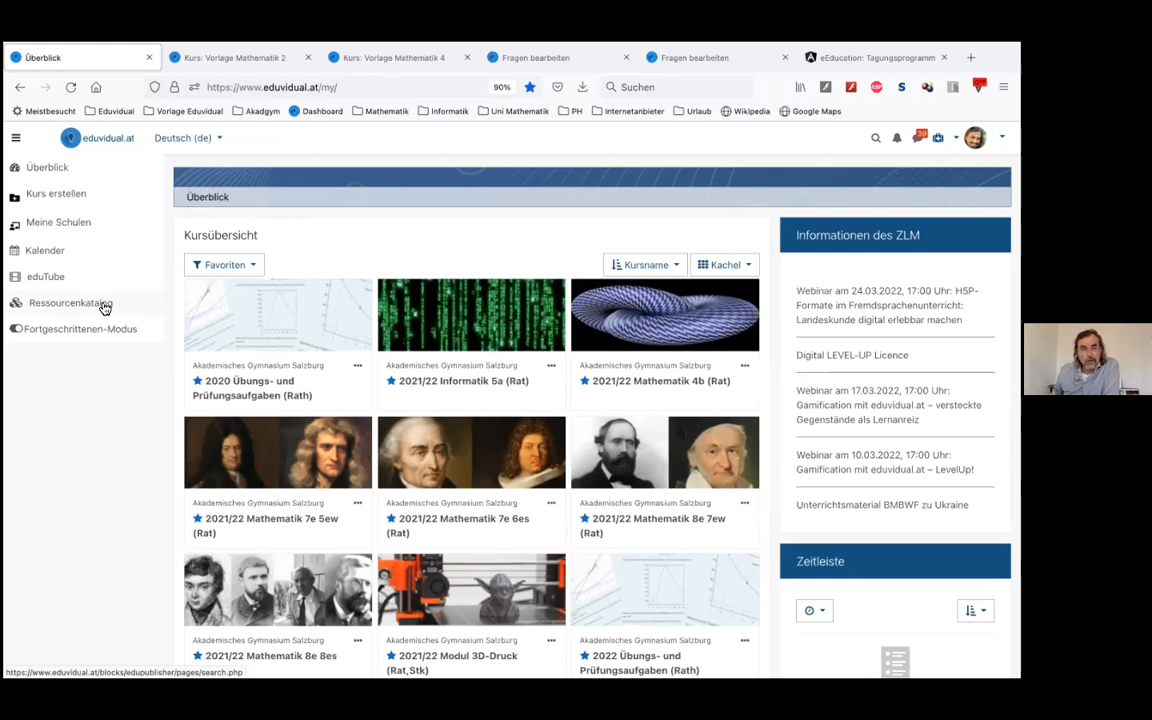 Überblick
Kurs: Vorlage Mathematik 2
Kurs: Vorlage Mathematik 4
Fragen bearbeiten
Fragen bearbeiten
eEducation: Tagungsprogramm
https://www.eduvidual.at/my/
90%
Suchen
Meistbesucht
Eduvidual
Vorlage Eduvidual
Akadgym
Dashboard
Mathematik
Informatik
Uni Mathematik
PH
Internetanbieter
Urlaub
Wikipedia
Google Maps
eduvidual.at
Deutsch (de)
39
Überblick
Kurs erstellen
Meine Schulen
Kalender
eduTube
Ressourcenkatalog
Fortgeschrittenen-Modus
Überblick
Kursübersicht
Favoriten
Kursname
Kachel
Akademisches Gymnasium Salzburg
2020 Übungs- und
Prüfungsaufgaben (Rath)
Akademisches Gymnasium Salzburg
2021/22 Informatik 5a (Rat)
Akademisches Gymnasium Salzburg
2021/22 Mathematik 4b (Rat)
Akademisches Gymnasium Salzburg
2021/22 Mathematik 7e 5ew
(Rat)
Akademisches Gymnasium Salzburg
2021/22 Mathematik 7e 6es
(Rat)
Akademisches Gymnasium Salzburg
2021/22 Mathematik 8e 7ew
(Rat)
Akademisches Gymnasium Salzburg
2021/22 Mathematik 8e 8es
Akademisches Gymnasium Salzburg
2021/22 Modul 3D-Druck
(Rat,Stk)
Akademisches Gymnasium Salzburg
2022 Übungs- und
Prüfungsaufgaben (Rath)
Informationen des ZLM
Webinar am 24.03.2022, 17:00 Uhr: H5P-
Formate im Fremdsprachenunterricht:
Landeskunde digital erlebbar machen
Digital LEVEL-UP Licence
Webinar am 17.03.2022, 17:00 Uhr:
Gamification mit eduvidual.at – versteckte
Gegenstände als Lernanreiz
Webinar am 10.03.2022, 17:00 Uhr:
Gamification mit eduvidual.at – LevelUp!
Unterrichtsmaterial BMBWF zu Ukraine
Zeitleiste
https://www.eduvidual.at/blocks/edupublisher/pages/search.php